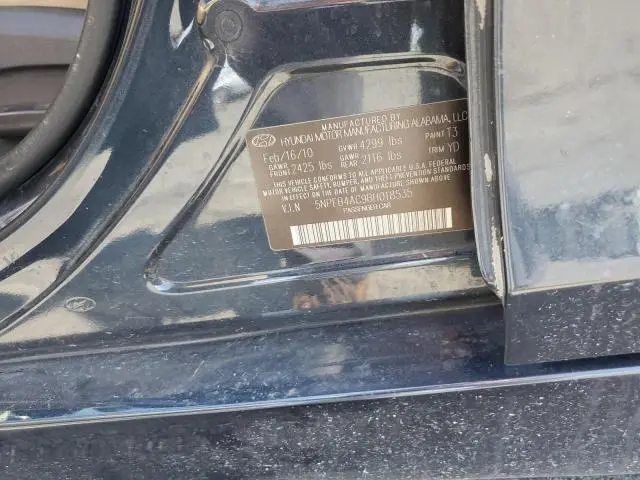 MANUFACTURED BY
HYUNDAI MOTOR MANUFACTURING ALABAMA, LLC
Feb/16/10 GVWR 4299 lbs PAINT T3
GAWR FRONT 2425 lbs GAWR REAR 2116 lbs TRIM YD
THIS VEHICLE CONFORMS TO ALL APPLICABLE U.S.A. FEDERAL
MOTOR VEHICLE SAFETY, BUMPER, AND THEFT PREVENTION STANDARDS
IN EFFECT ON THE DATE OF MANUFACTURE SHOWN ABOVE.
V.I.N 5NPEB4AC9BH018535
PASSENGER CAR